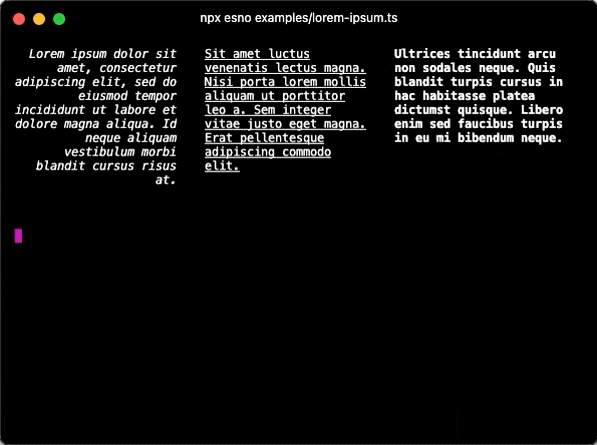 npx esno examples/lorem-ipsum.ts
Lorem ipsum dolor sit
amet, consectetur
adipiscing elit, sed do
eiusmod tempor
incididunt ut labore et
dolore magna aliqua. Id
neque aliquam
vestibulum morbi
blandit cursus risus
at.
Sit amet luctus
venenatis lectus magna.
Nisi porta lorem mollis
aliquam ut porttitor
leo a. Sem integer
vitae justo eget magna.
Erat pellentesque
adipiscing commodo
elit.
Ultrices tincidunt arcu
non sodales neque. Quis
blandit turpis cursus in
hac habitasse platea
dictumst quisque. Libero
enim sed faucibus turpis
in eu mi bibendum neque.